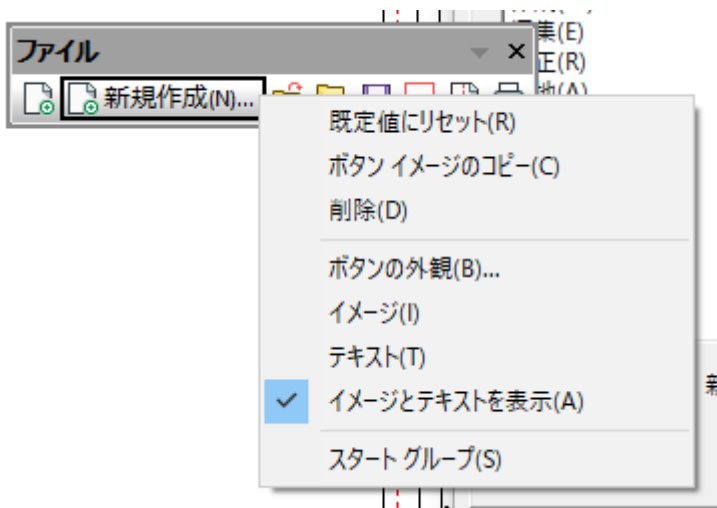 ファイル
新規作成(N)...
集(E)
正(R)
地(A)
既定値にリセット(R)
ボタン イメージのコピー(C)
削除(D)
ボタンの外観(B)...
イメージ(I)
テキスト(T)
イメージとテキストを表示(A)
スタート グループ(S)